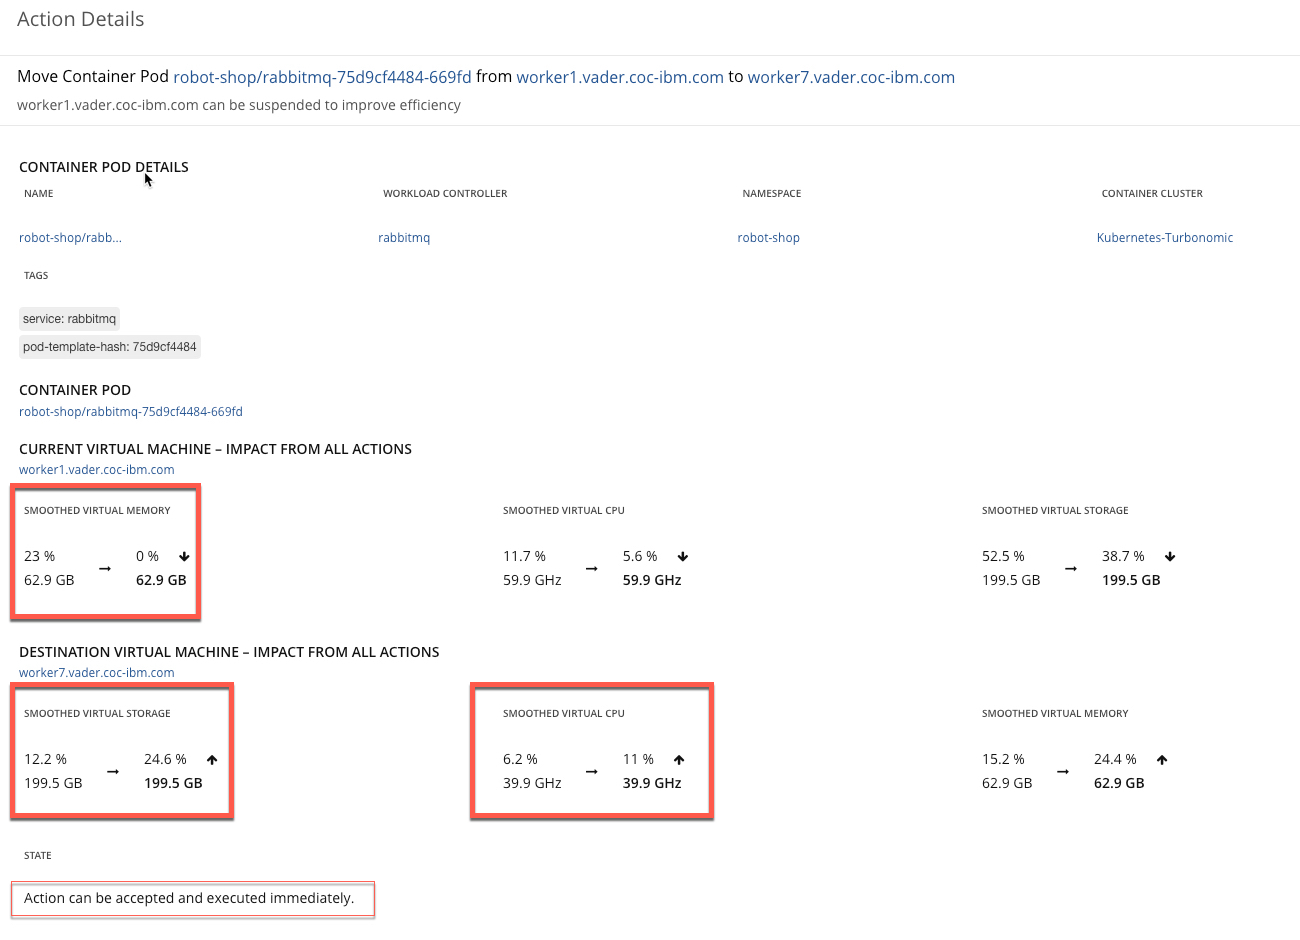 Action Details
Move Container Pod robot-shop/rabbitmq-75d9cf4484-669fd from worker1.vader.coc-ibm.com to worker7.vader.coc-ibm.com
worker1.vader.coc-ibm.com can be suspended to improve efficiency
CONTAINER POD DETAILS
NAME WORKLOAD CONTROLLER NAMESPACE CONTAINER CLUSTER
robot-shop/rabb... rabbitmq robot-shop Kubernetes-Turbonomic
TAGS
service: rabbitmq
pod-template-hash: 75d9cf4484
CONTAINER POD
robot-shop/rabbitmq-75d9cf4484-669fd
CURRENT VIRTUAL MACHINE – IMPACT FROM ALL ACTIONS
worker1.vader.coc-ibm.com
SMOOTHED VIRTUAL MEMORY SMOOTHED VIRTUAL CPU SMOOTHED VIRTUAL STORAGE
23 % → 0 % ↓ 11.7 % → 5.6 % ↓ 52.5 % → 38.7 % ↓
62.9 GB 62.9 GB 59.9 GHz 59.9 GHz 199.5 GB 199.5 GB
DESTINATION VIRTUAL MACHINE – IMPACT FROM ALL ACTIONS
worker7.vader.coc-ibm.com
SMOOTHED VIRTUAL STORAGE SMOOTHED VIRTUAL CPU SMOOTHED VIRTUAL MEMORY
12.2 % → 24.6 % ↑ 6.2 % → 11 % ↑ 15.2 % → 24.4 % ↑
199.5 GB 199.5 GB 39.9 GHz 39.9 GHz 62.9 GB 62.9 GB
STATE
Action can be accepted and executed immediately.